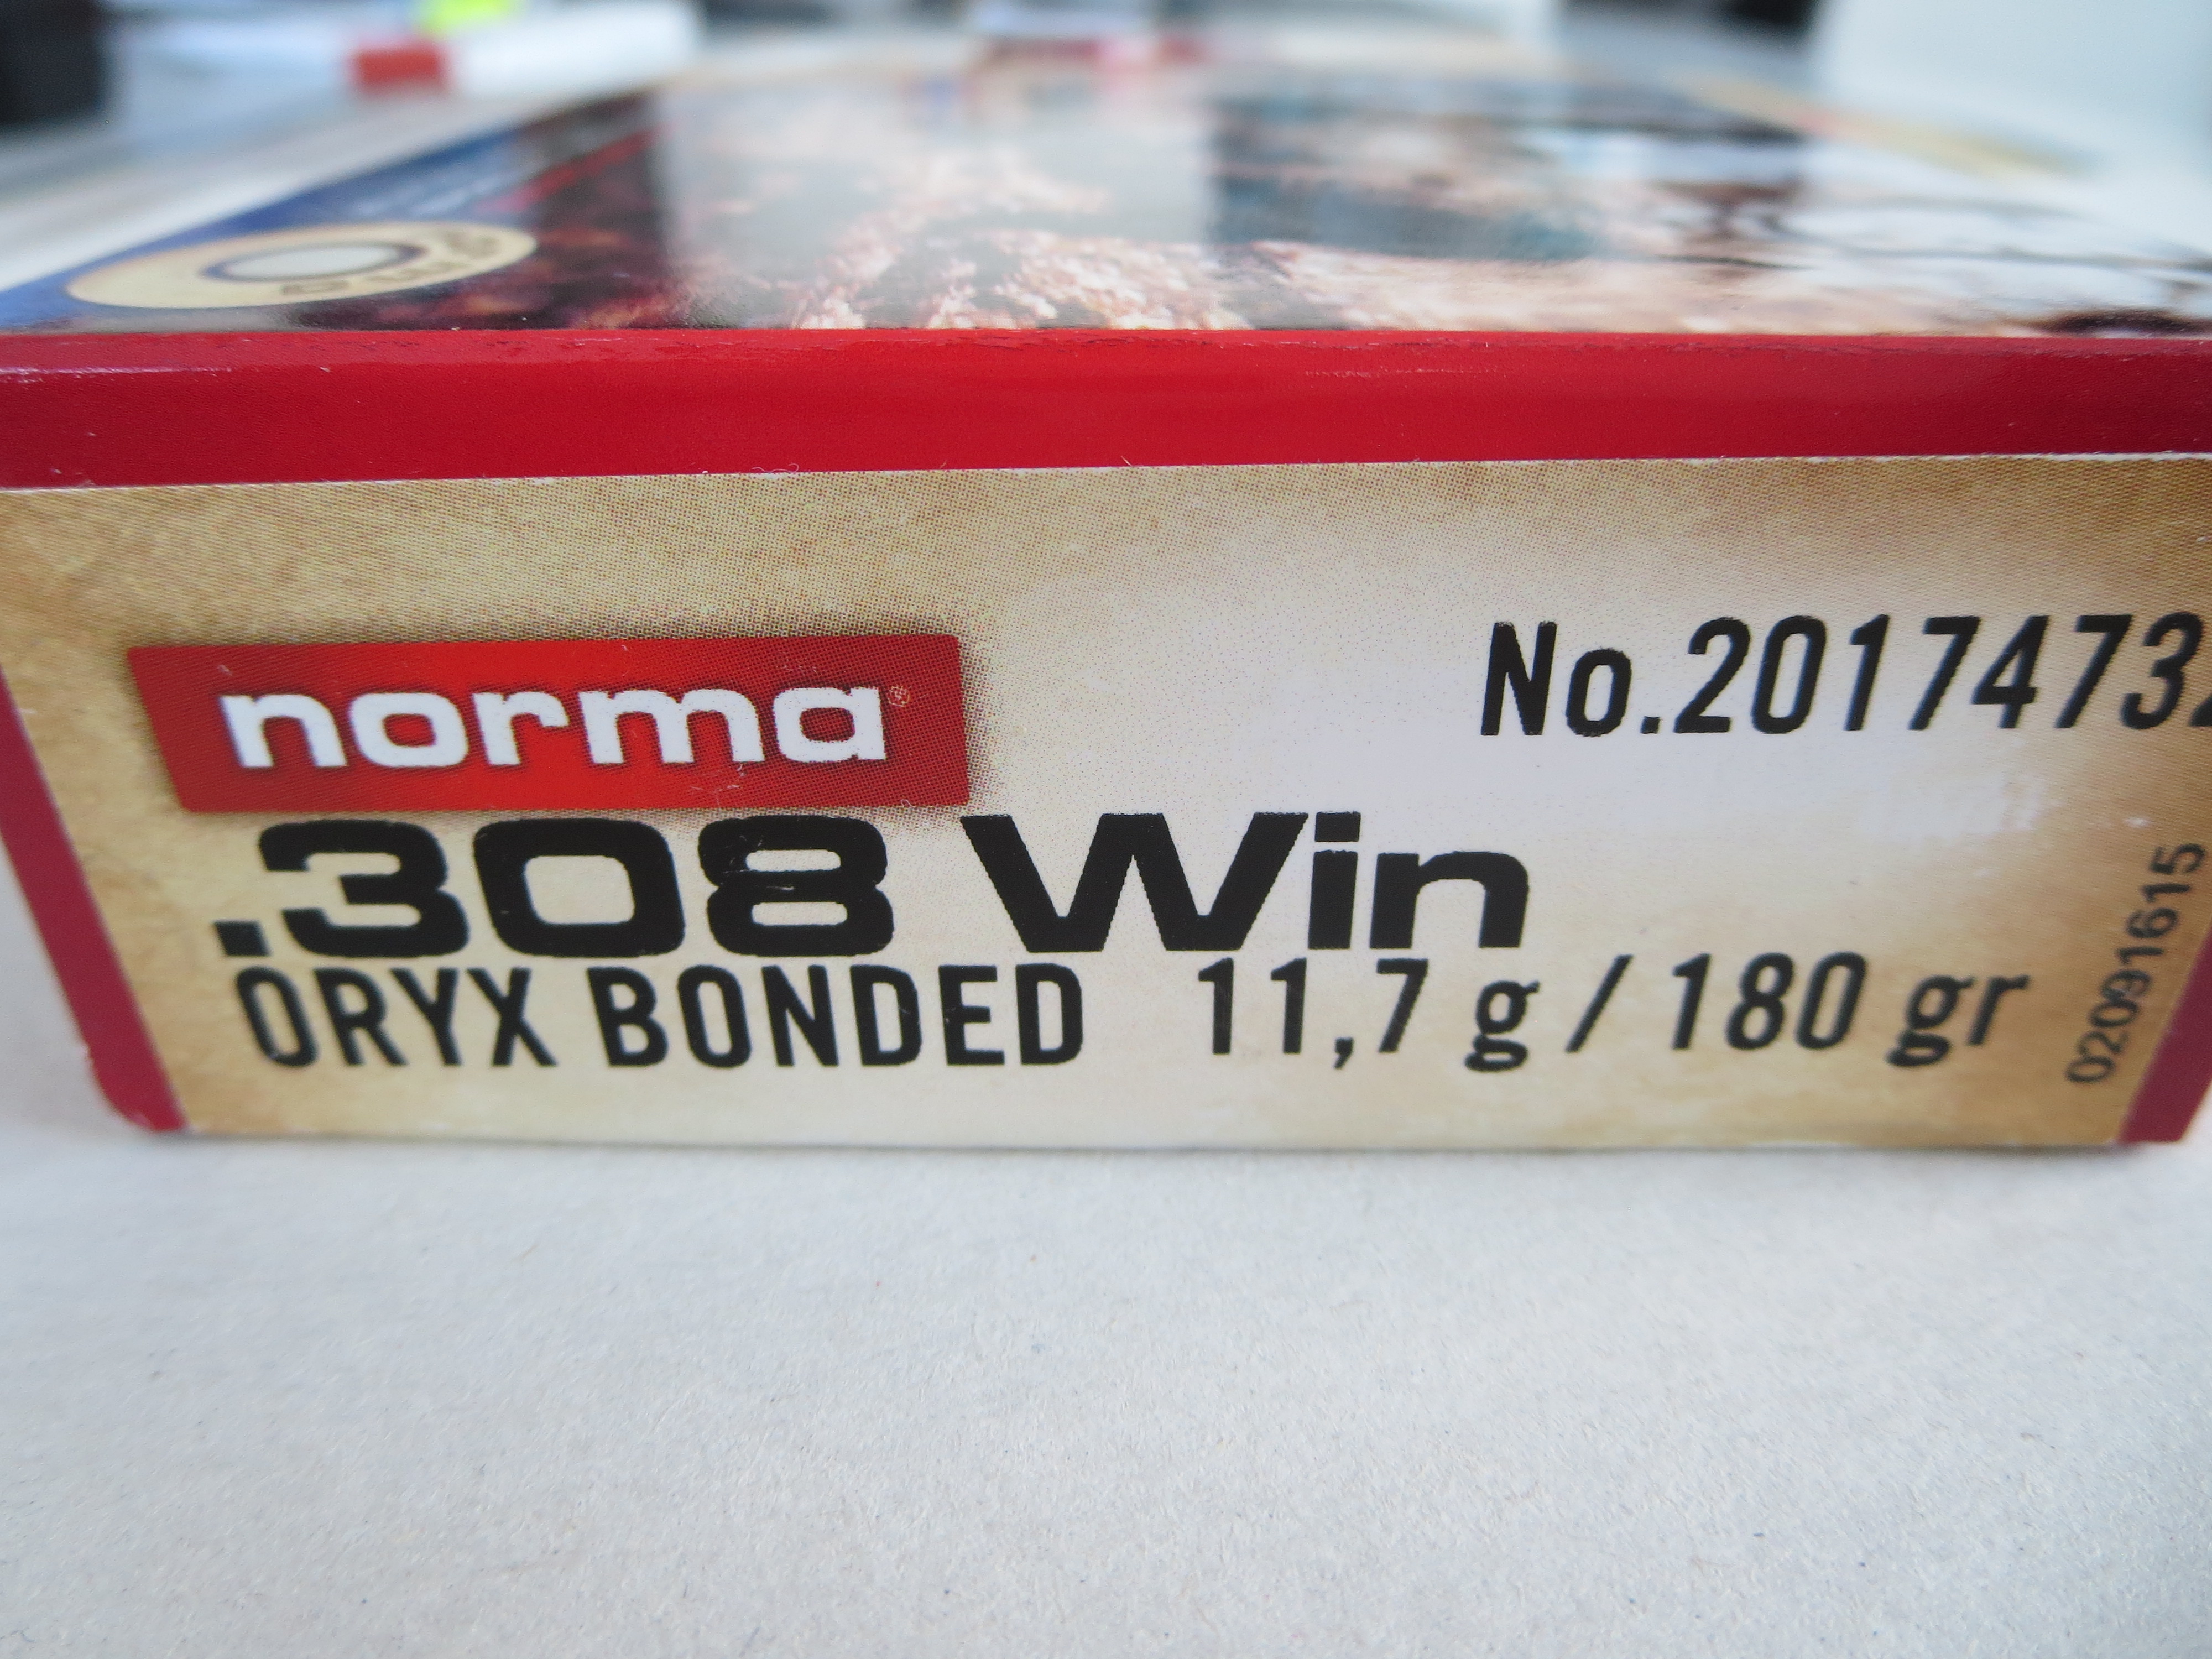 norma®
No.2017473
.308 Win
ORYX BONDED 11,7 g / 180 gr
02091615